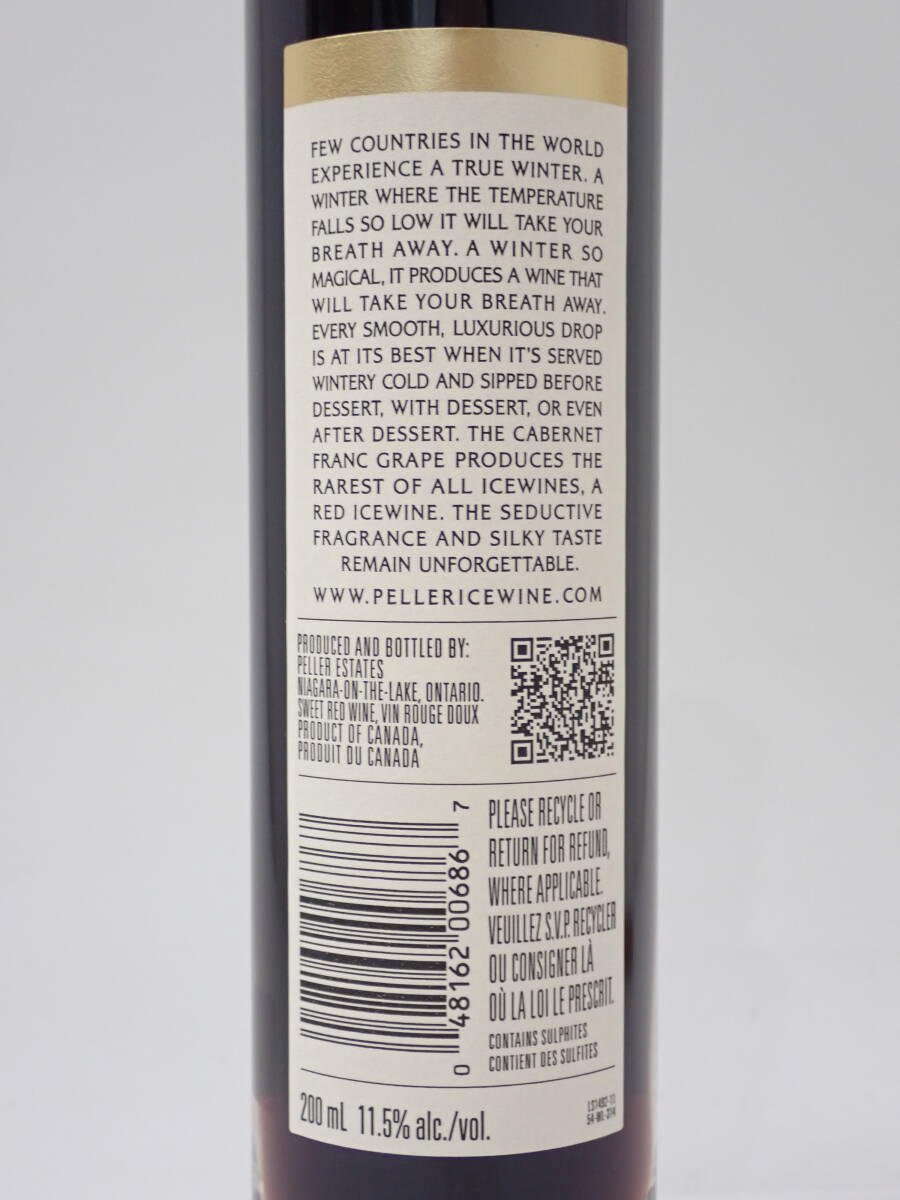 FEW COUNTRIES IN THE WORLD
EXPERIENCE A TRUE WINTER. A
WINTER WHERE THE TEMPERATURE
FALLS SO LOW IT WILL TAKE YOUR
BREATH AWAY. A WINTER SO
MAGICAL, IT PRODUCES A WINE THAT
WILL TAKE YOUR BREATH AWAY.
EVERY SMOOTH, LUXURIOUS DROP
IS AT ITS BEST WHEN IT'S SERVED
WINTERY COLD AND SIPPED BEFORE
DESSERT, WITH DESSERT, OR EVEN
AFTER DESSERT. THE CABERNET
FRANC GRAPE PRODUCES THE
RAREST OF ALL ICEWINES, A
RED ICEWINE. THE SEDUCTIVE
FRAGRANCE AND SILKY TASTE
REMAIN UNFORGETTABLE.
WWW.PELLERICEWINE.COM
PRODUCED AND BOTTLED BY:
PELLER ESTATES
NIAGARA-ON-THE-LAKE, ONTARIO.
SWEET RED WINE, VIN ROUGE DOUX
PRODUCT OF CANADA,
PRODUIT DU CANADA
0 48162 00686 7
PLEASE RECYCLE OR
RETURN FOR REFUND,
WHERE APPLICABLE.
VEUILLEZ S.V.P. RECYCLER
OU CONSIGNER LÀ
OÙ LA LOI LE PRESCRIT.
CONTAINS SULPHITES
CONTIENT DES SULFITES
200 mL 11.5% alc./vol.